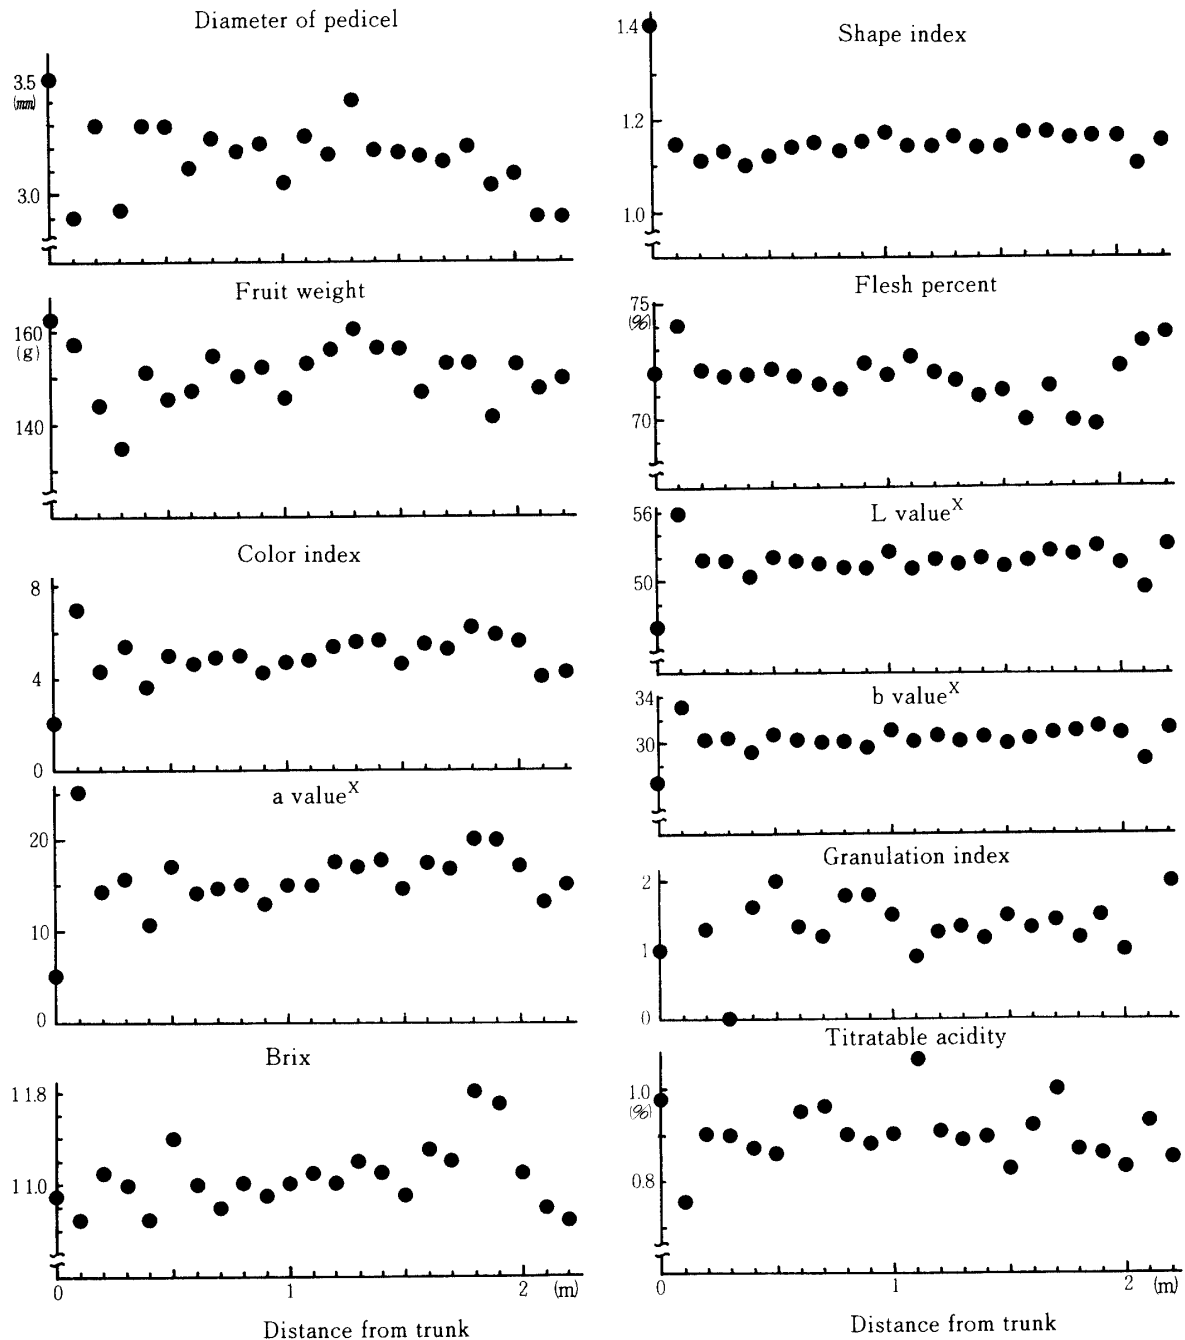 Diameter of pedicel
3.5
(mm)
3.0
Fruit weight
160
(g)
140
Color index
8
4
0
a value^X
20
10
0
Brix
11.8
11.0
0 1 2 (m)
Distance from trunk
Shape index
1.4
1.2
1.0
Flesh percent
75
(%)
70
L value^X
56
50
b value^X
34
30
Granulation index
2
1
0
Titratable acidity
1.0
(%)
0.8
0 1 2 (m)
Distance from trunk